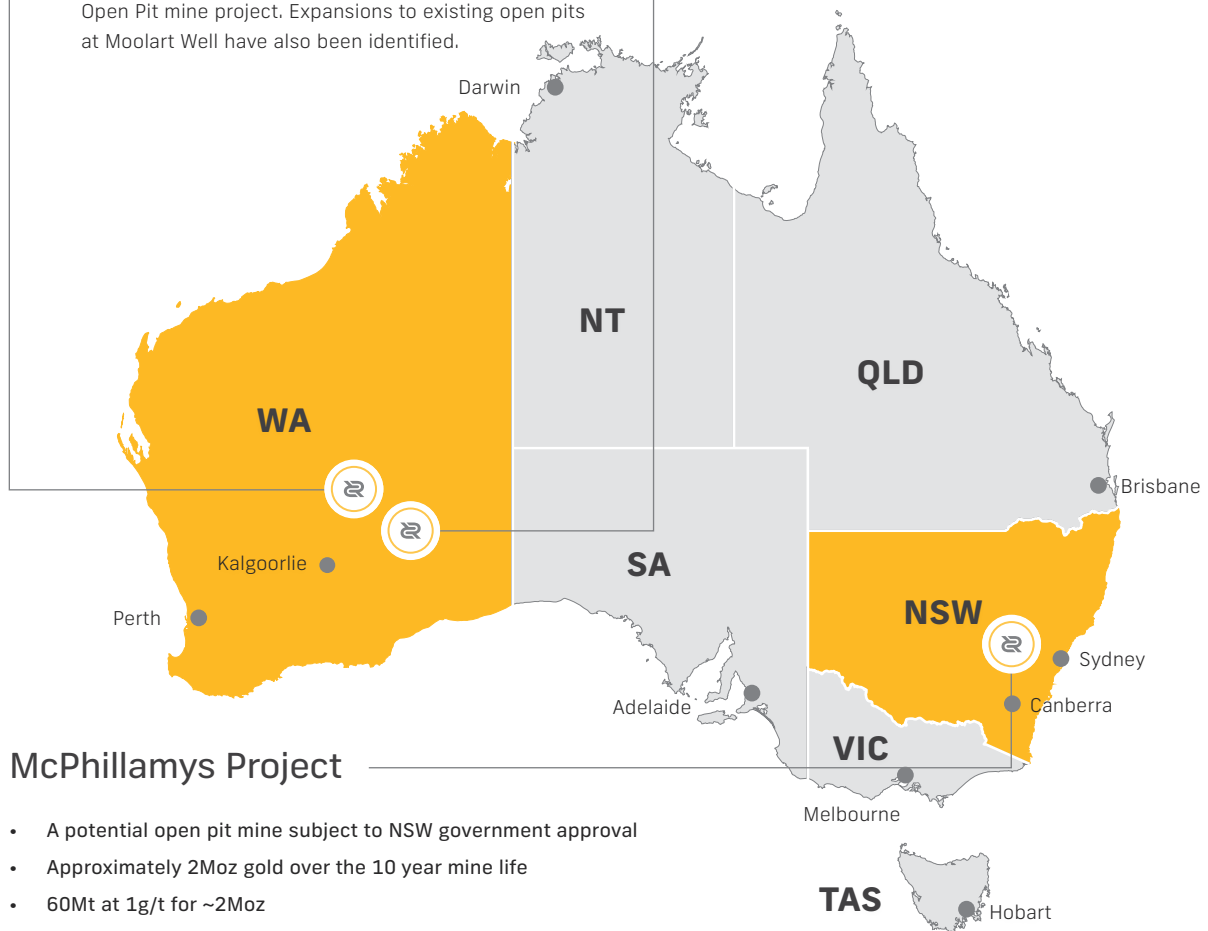 Open Pit mine project. Expansions to existing open pits
at Moolart Well have also been identified.
Darwin
NT
QLD
WA
Brisbane
Kalgoorlie
SA
NSW
Perth
Sydney
Adelaide
Canberra
VIC
McPhillamys Project
Melbourne
• A potential open pit mine subject to NSW government approval
• Approximately 2Moz gold over the 10 year mine life
• 60Mt at 1g/t for ~2Moz
TAS
Hobart